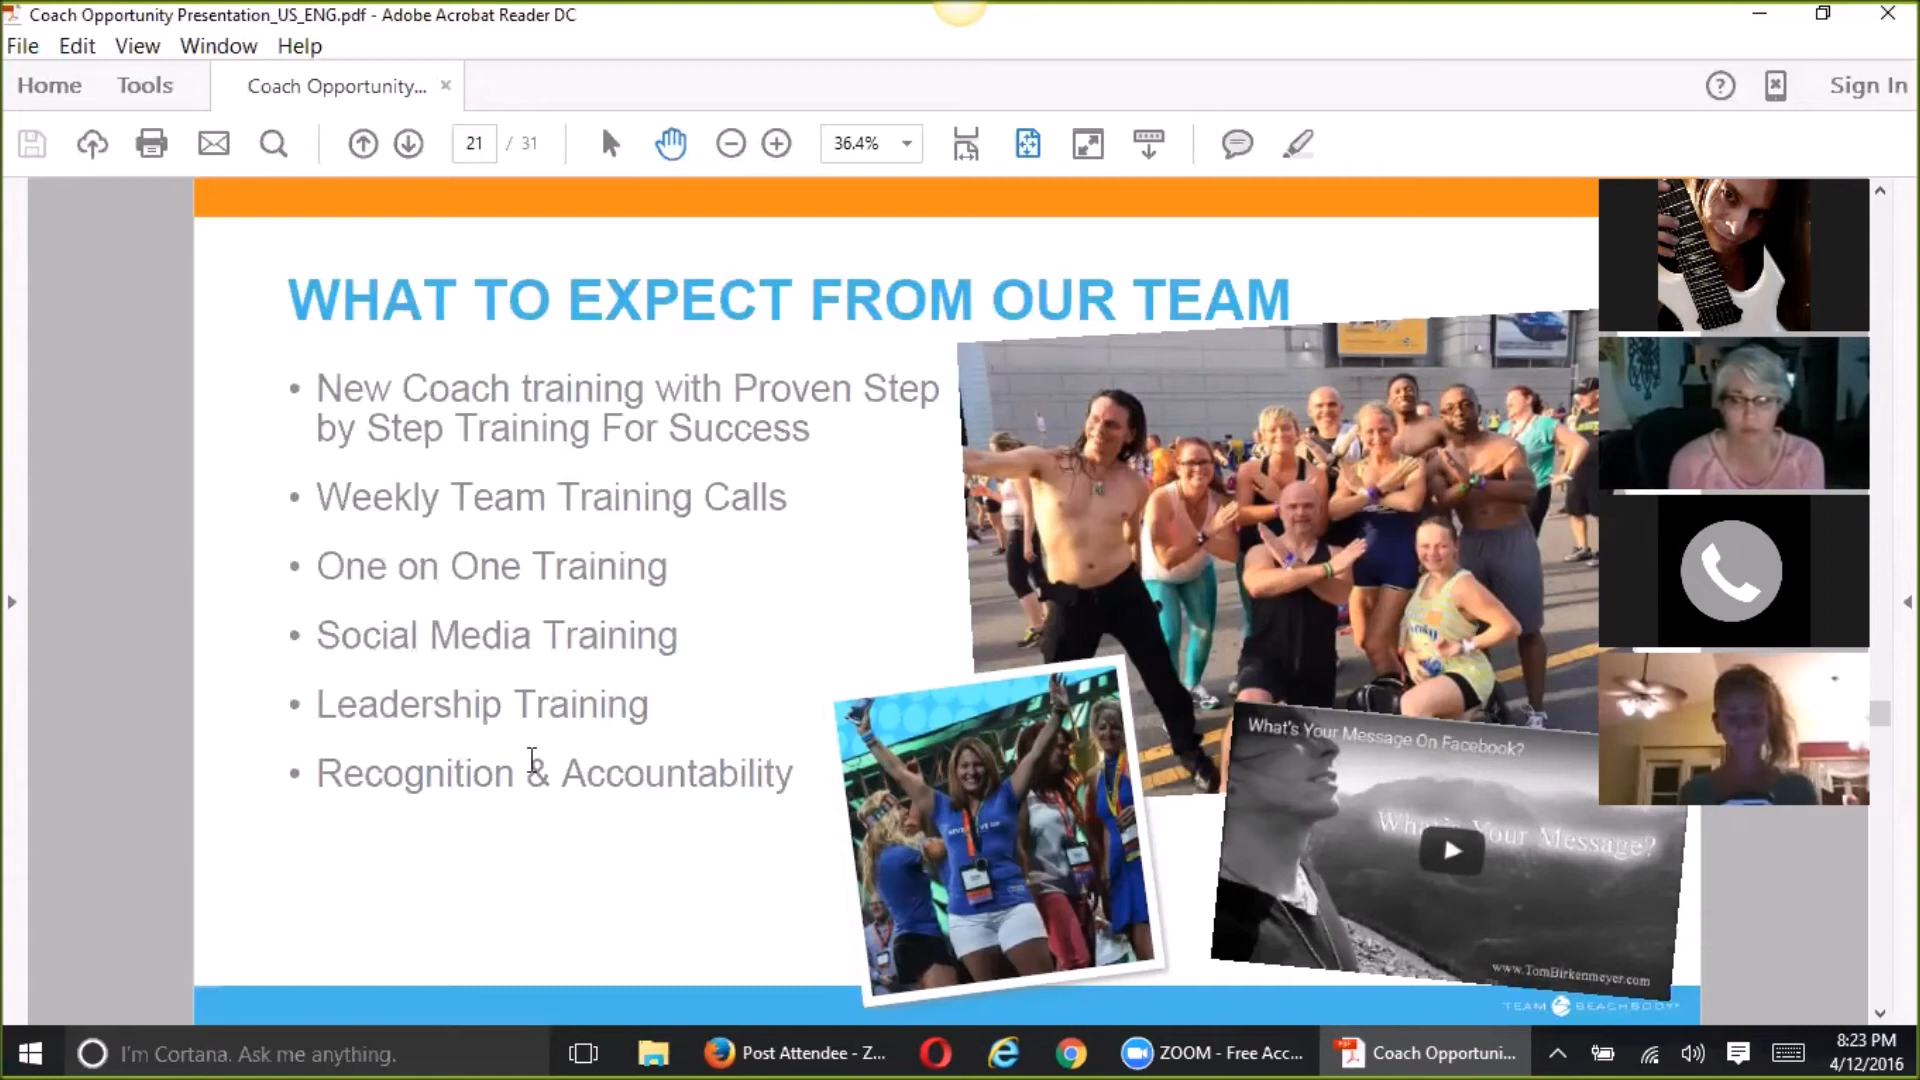 Coach Opportunity Presentation_US_ENG.pdf - Adobe Acrobat Reader DC
File Edit View Window Help
Home Tools Coach Opportunity... × Sign In
21 / 31 36.4%
WHAT TO EXPECT FROM OUR TEAM
• New Coach training with Proven Step
by Step Training For Success
• Weekly Team Training Calls
• One on One Training
• Social Media Training
• Leadership Training
• Recognition & Accountability
What's Your Message On Facebook?
What's Your Message?
www.TomBirkenmeyer.com
TEAM BEACHBODY
I'm Cortana. Ask me anything.
Post Attendee - Z...
ZOOM - Free Acc...
Coach Opportuni...
8:23 PM
4/12/2016